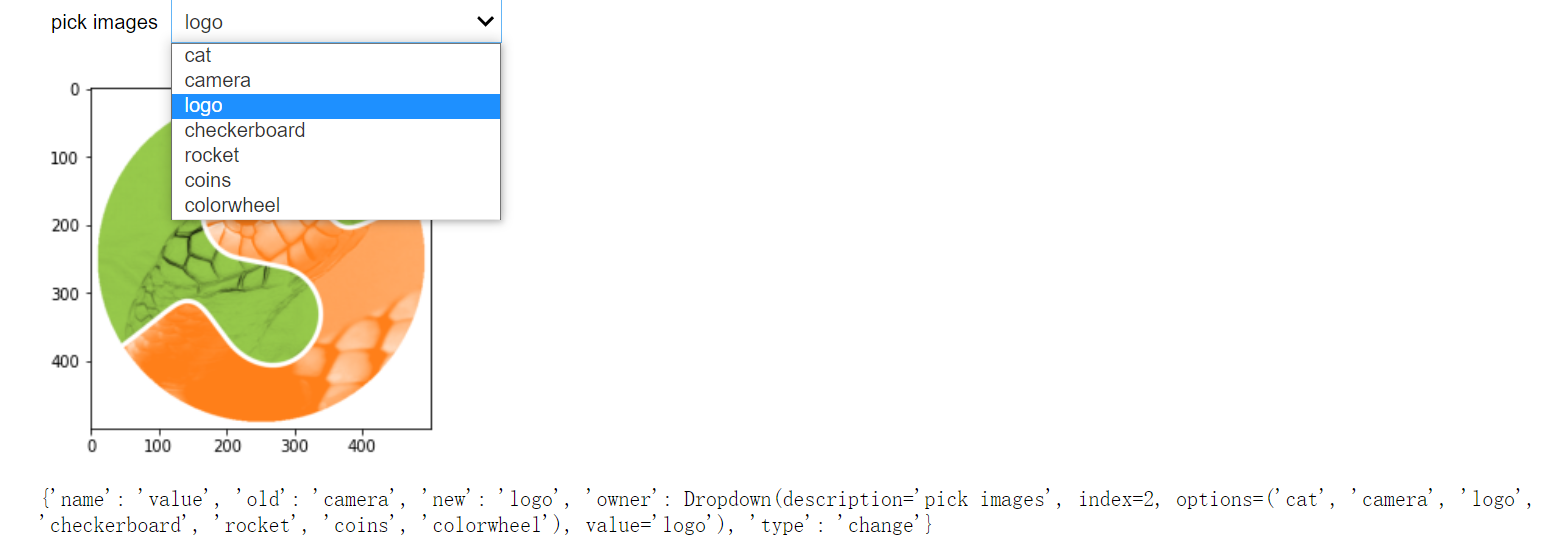 pick images logo
cat
camera
logo
checkerboard
rocket
coins
colorwheel
0
100
200
300
400
0 100 200 300 400
{'name': 'value', 'old': 'camera', 'new': 'logo', 'owner': Dropdown(description='pick images', index=2, options=('cat', 'camera', 'logo',
'checkerboard', 'rocket', 'coins', 'colorwheel'), value='logo'), 'type': 'change'}